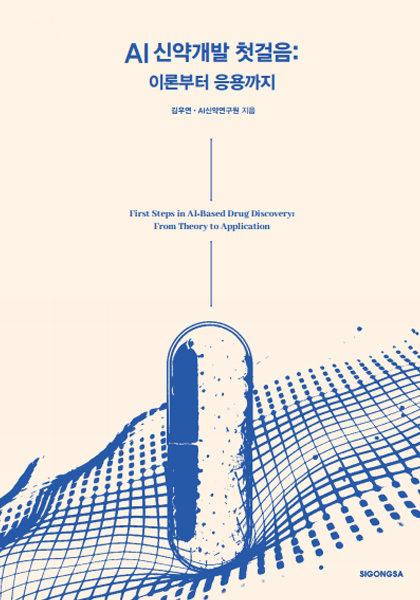 AI 신약개발 첫걸음:
이론부터 응용까지
김우연 · AI신약연구원 지음
First Steps in AI-Based Drug Discovery:
From Theory to Application
SIGONGSA